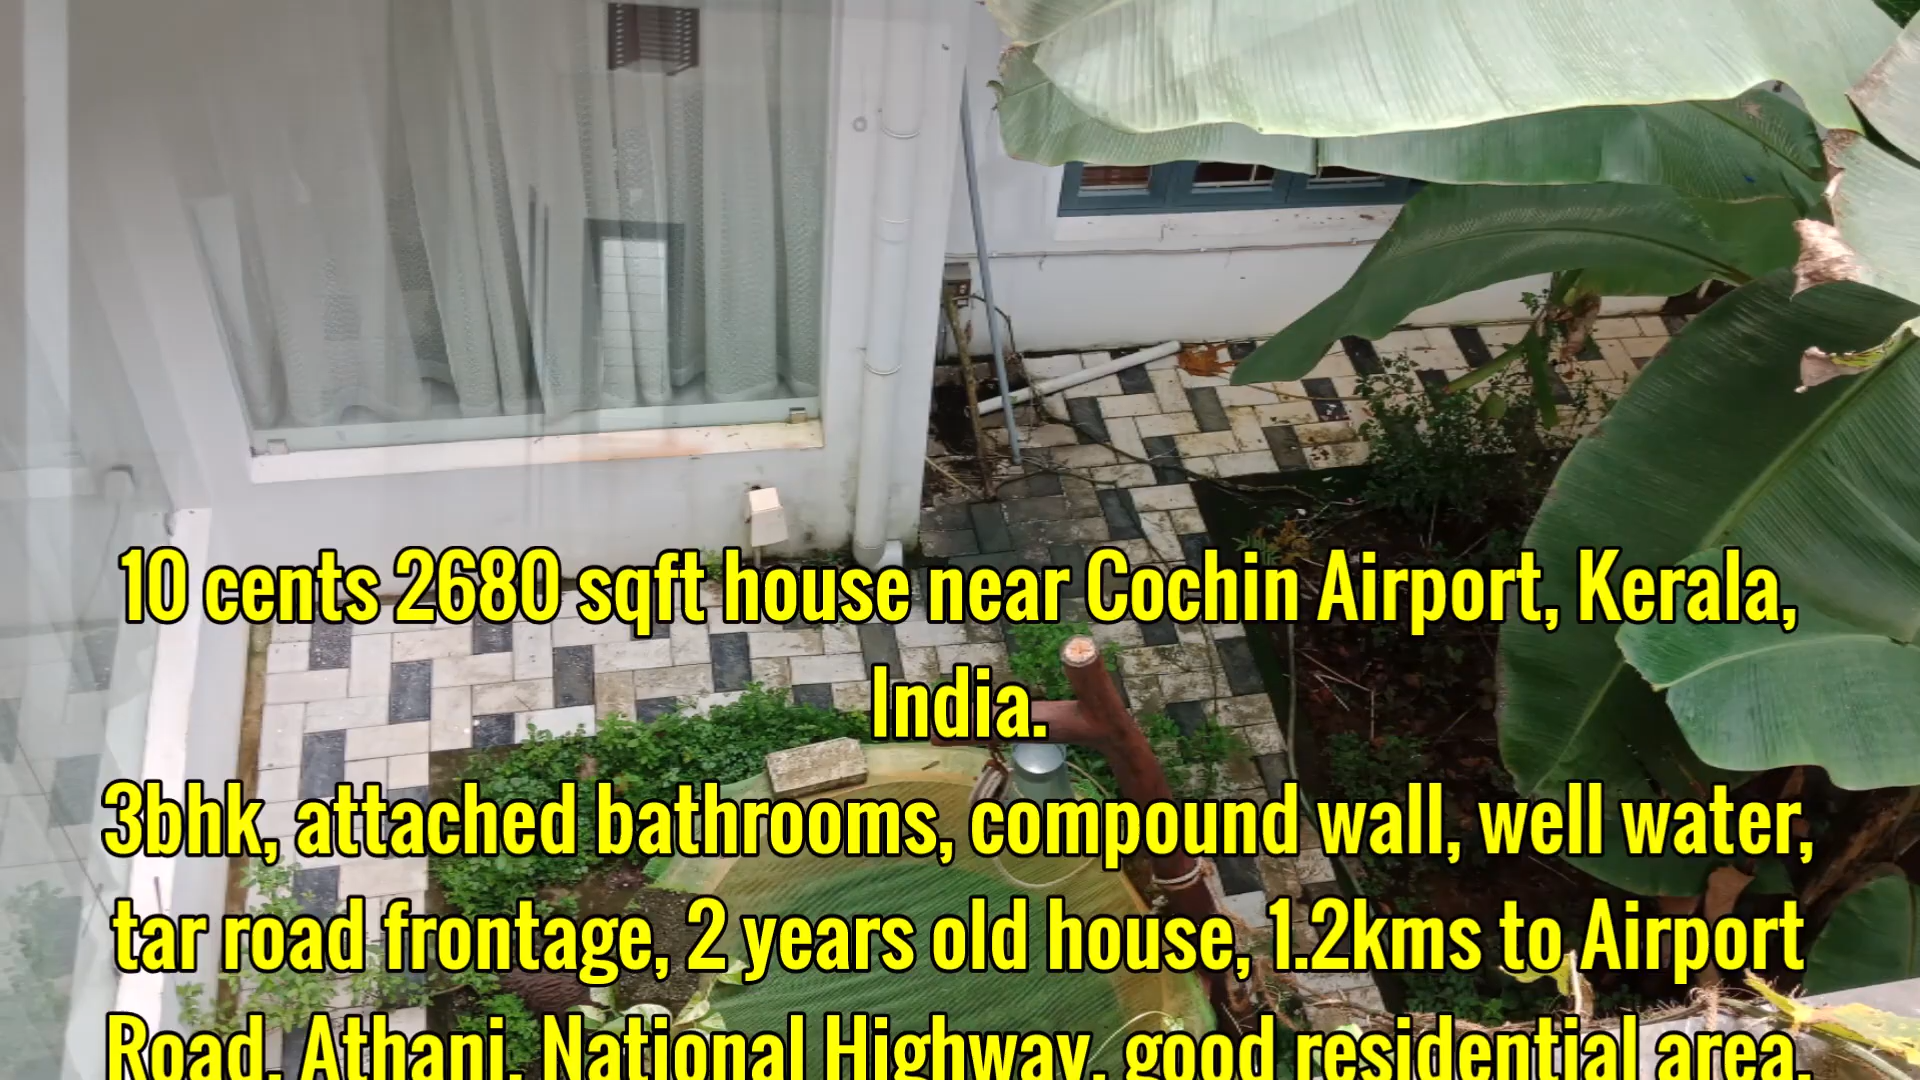 10 cents 2680 sqft house near Cochin Airport, Kerala,
India.
3bhk, attached bathrooms, compound wall, well water,
tar road frontage, 2 years old house, 1.2kms to Airport
Road, Athani, National Highway, good residential area,